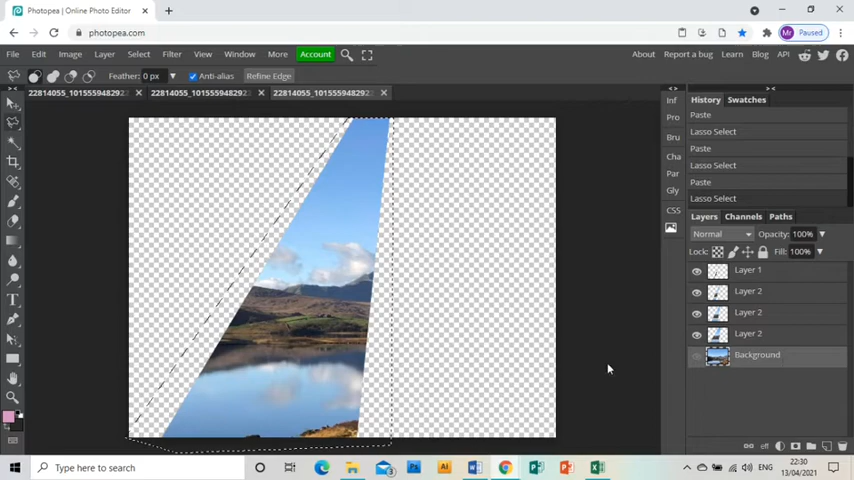 Photopea | Online Photo Editor
photopea.com
Paused
File Edit Image Layer Select Filter View Window More Account
About Report a bug Learn Blog API
Feather: 0 px Anti-alias Refine Edge
22814055_1015559482922 22814055_101555948292 22814055_101555948292
Inf
Pro
Bru
Cha
Par
Gly
CSS
History Swatches
Paste
Lasso Select
Paste
Lasso Select
Paste
Lasso Select
Layers Channels Paths
Normal Opacity: 100%
Lock: Fill: 100%
Layer 1
Layer 2
Layer 2
Layer 2
Background
Type here to search
ENG
22:30
13/04/2021